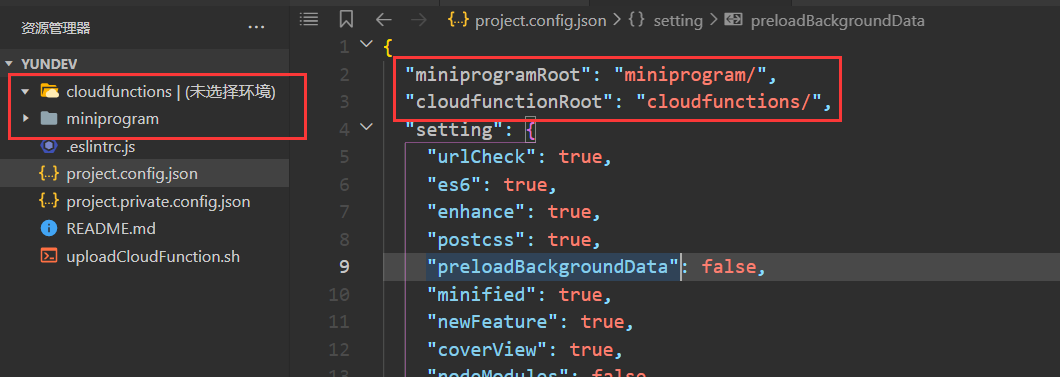 资源管理器 ···
YUNDEV
cloudfunctions | (未选择环境)
miniprogram
.eslintrc.js
project.config.json
project.private.config.json
README.md
uploadCloudFunction.sh
{··} project.config.json > {} setting > preloadBackgroundData
1 {
2 "miniprogramRoot": "miniprogram/",
3 "cloudfunctionRoot": "cloudfunctions/",
4 "setting": {
5 "urlCheck": true,
6 "es6": true,
7 "enhance": true,
8 "postcss": true,
9 "preloadBackgroundData": false,
10 "minified": true,
11 "newFeature": true,
12 "coverView": true,
13 "nodeModules": false